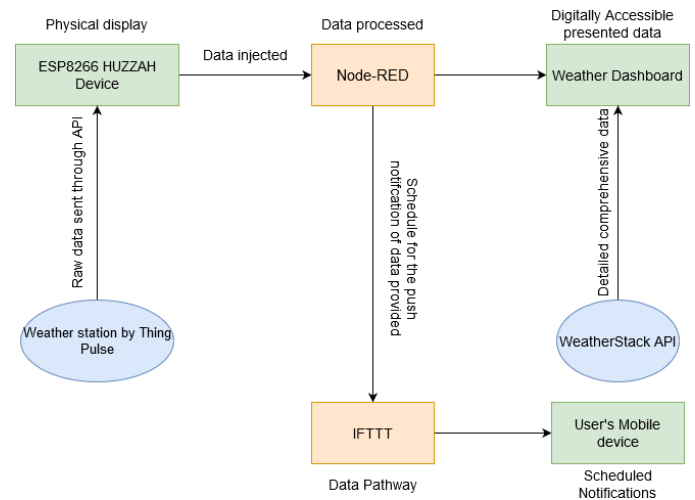 Physical display
Data processed
Digitally Accessible
presented data
ESP8266 HUZZAH
Device
Data injected
Node-RED
Weather Dashboard
Raw data sent through API
Schedule for the push
notifcation of data provided
Detailed comprehensive data
Weather station by Thing
Pulse
WeatherStack API
IFTTT
User's Mobile
device
Data Pathway
Scheduled
Notifications